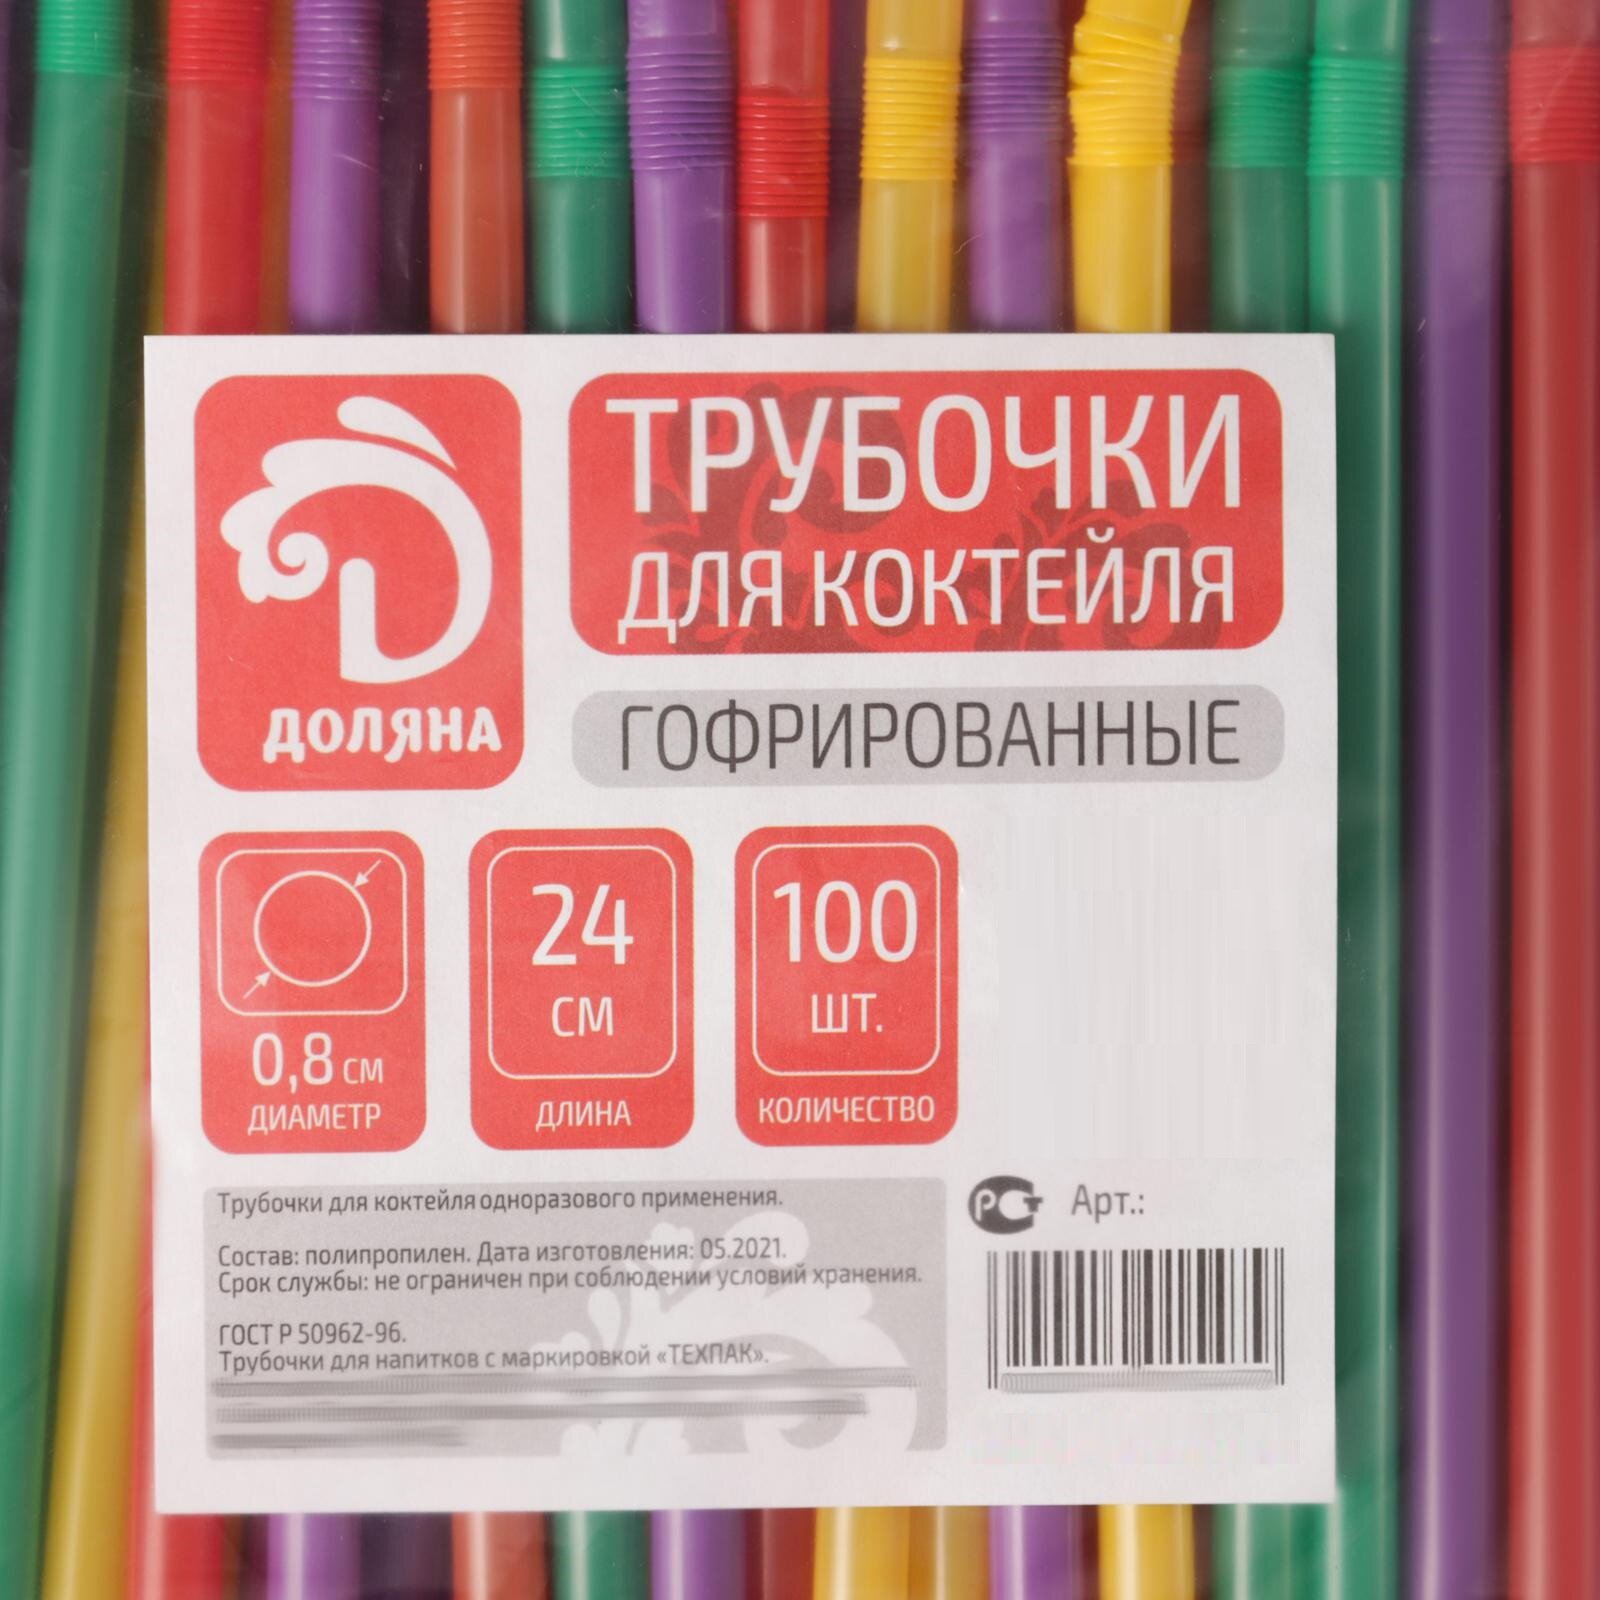 ДОЛЯНА
ТРУБОЧКИ
ДЛЯ КОКТЕЙЛЯ
ГОФРИРОВАННЫЕ
0,8 СМ
ДИАМЕТР
24
СМ
ДЛИНА
100
ШТ.
КОЛИЧЕСТВО
Трубочки для коктейля одноразового применения.
Состав: полипропилен. Дата изготовления: 05.2021.
Срок службы: не ограничен при соблюдении условий хранения.
ГОСТ Р 50962-96.
Трубочки для напитков с маркировкой «ТЕХПАК».
РСТ Арт.: